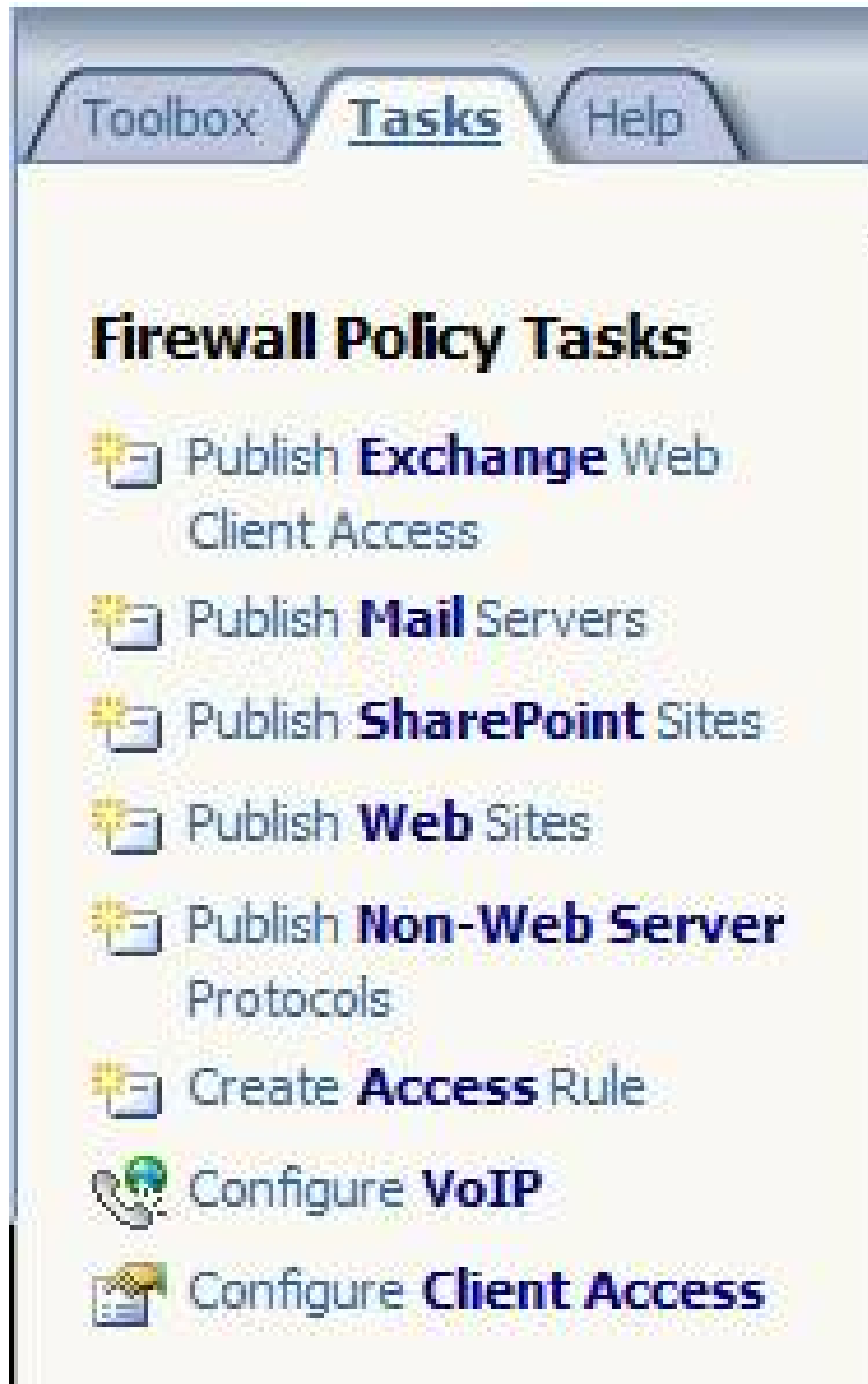 Toolbox Tasks Help
Firewall Policy Tasks
Publish Exchange Web
Client Access
Publish Mail Servers
Publish SharePoint Sites
Publish Web Sites
Publish Non-Web Server
Protocols
Create Access Rule
Configure VoIP
Configure Client Access